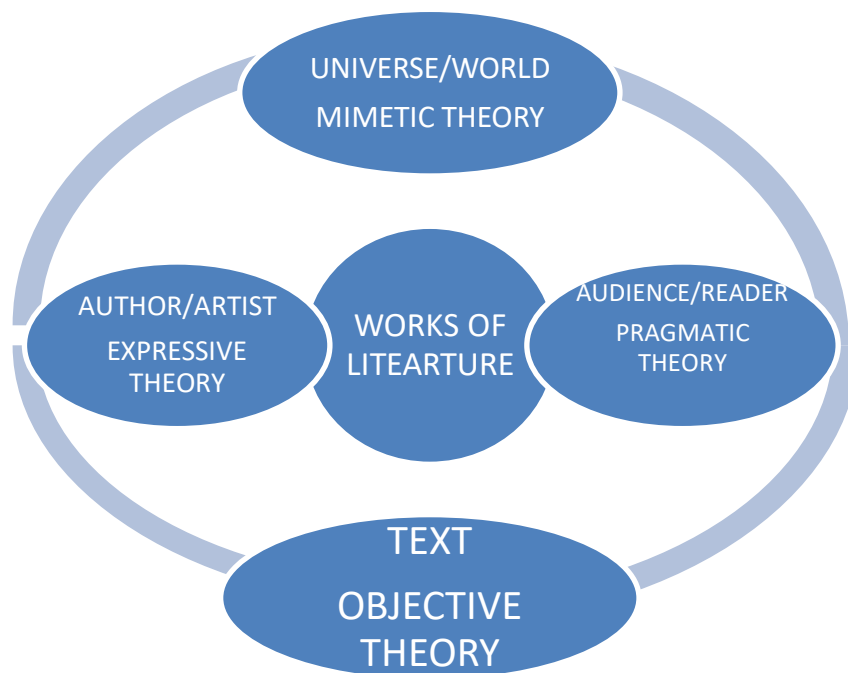 UNIVERSE/WORLD
MIMETIC THEORY
AUTHOR/ARTIST
EXPRESSIVE
THEORY
WORKS OF
LITEARTURE
AUDIENCE/READER
PRAGMATIC
THEORY
TEXT
OBJECTIVE
THEORY